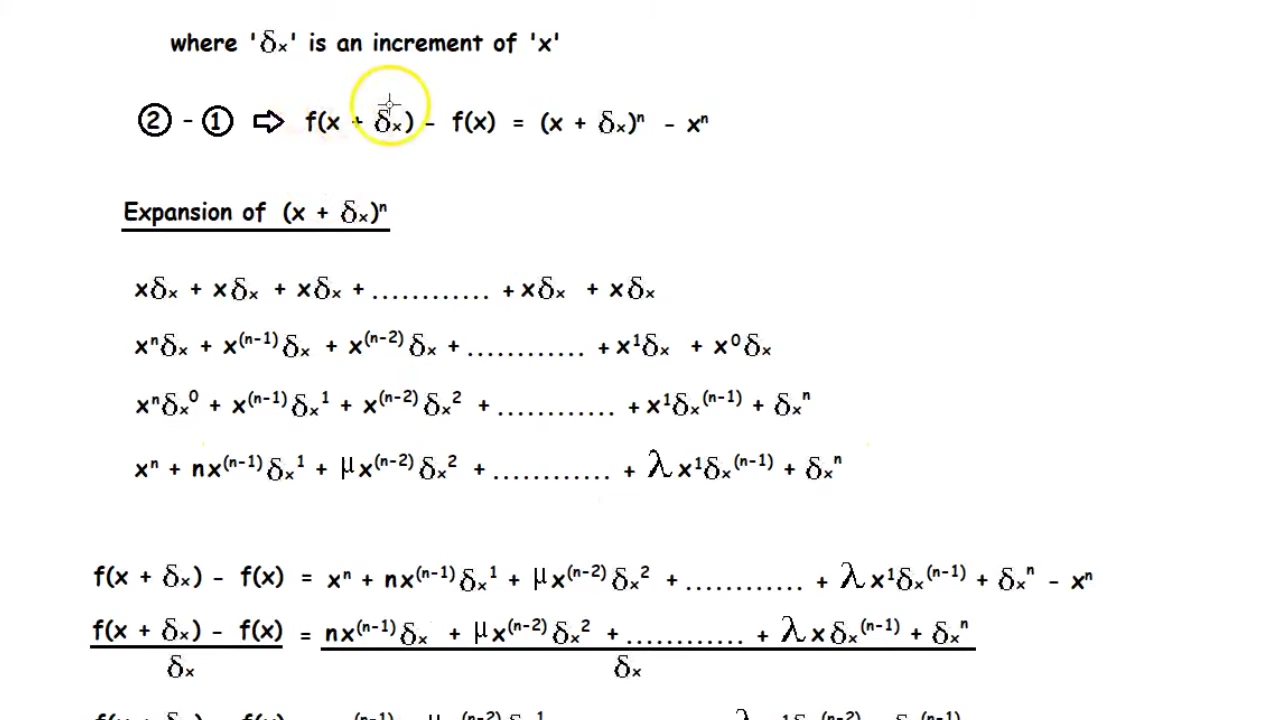 where 'δx' is an increment of 'x'
② - ① ⇨ f(x + δx) - f(x) = (x + δx)ⁿ - xⁿ
Expansion of (x + δx)ⁿ
xδx + xδx + xδx + ............ + xδx + xδx
xⁿδx + x⁽ⁿ⁻¹⁾δx + x⁽ⁿ⁻²⁾δx + ............ + x¹δx + x⁰δx
xⁿδx⁰ + x⁽ⁿ⁻¹⁾δx¹ + x⁽ⁿ⁻²⁾δx² + ............ + x¹δx⁽ⁿ⁻¹⁾ + δxⁿ
xⁿ + nx⁽ⁿ⁻¹⁾δx¹ + μx⁽ⁿ⁻²⁾δx² + ............ + λx¹δx⁽ⁿ⁻¹⁾ + δxⁿ
f(x + δx) - f(x) = xⁿ + nx⁽ⁿ⁻¹⁾δx¹ + μx⁽ⁿ⁻²⁾δx² + ............ + λx¹δx⁽ⁿ⁻¹⁾ + δxⁿ - xⁿ
f(x + δx) - f(x) = nx⁽ⁿ⁻¹⁾δx + μx⁽ⁿ⁻²⁾δx² + ............ + λxδx⁽ⁿ⁻¹⁾ + δxⁿ
δx δx